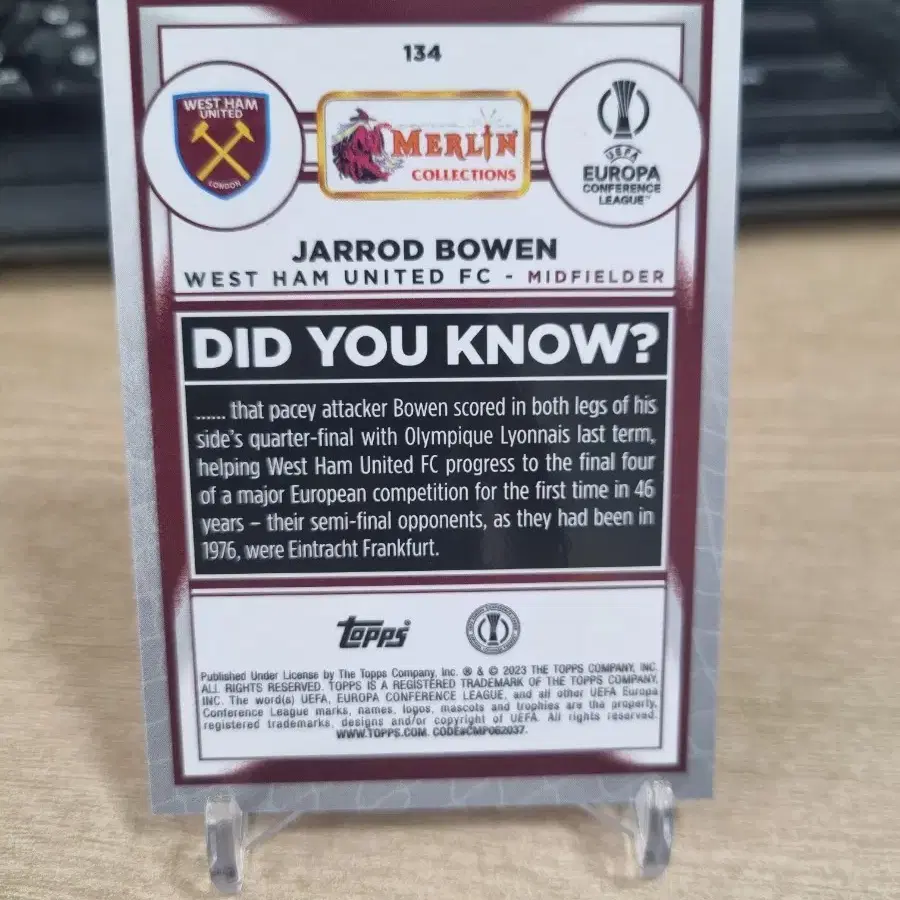 134
WEST HAM
UNITED
LONDON
MERLIN
COLLECTIONS
UEFA
EUROPA
CONFERENCE
LEAGUE™
JARROD BOWEN
WEST HAM UNITED FC - MIDFIELDER
DID YOU KNOW?
...... that pacey attacker Bowen scored in both legs of his
side's quarter-final with Olympique Lyonnais last term,
helping West Ham United FC progress to the final four
of a major European competition for the first time in 46
years – their semi-final opponents, as they had been in
1976, were Eintracht Frankfurt.
topps
Published Under License by The Topps Company, Inc. ® & © 2023 THE TOPPS COMPANY, INC.
ALL RIGHTS RESERVED. TOPPS IS A REGISTERED TRADEMARK OF THE TOPPS COMPANY,
INC. The word(s) UEFA, EUROPA CONFERENCE LEAGUE, and all other UEFA Europa
Conference League marks, names, logos, mascots and trophies are the property,
registered trademarks, designs and/or copyright of UEFA. All rights reserved.
WWW.TOPPS.COM. CODE#CMP062037.